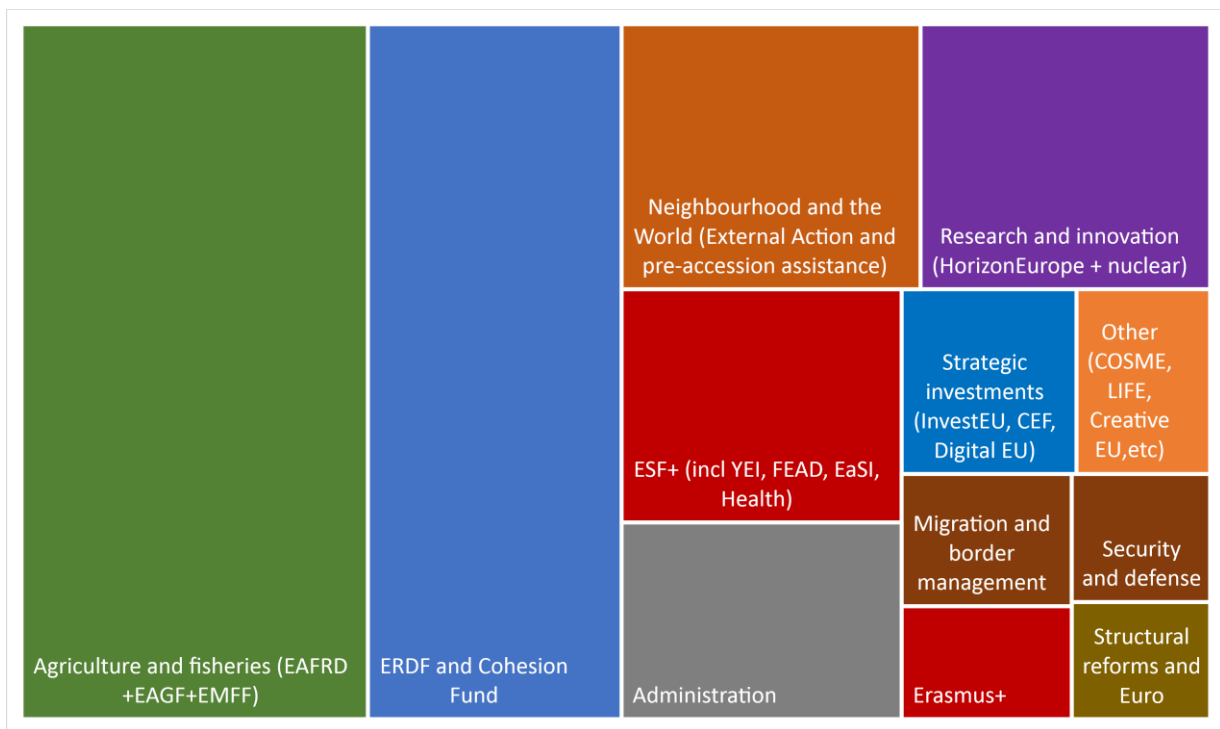 Agriculture and fisheries (EAFRD
+EAGF+EMFF)
ERDF and Cohesion
Fund
Neighbourhood and the
World (External Action and
pre-accession assistance)
Research and innovation
(HorizonEurope + nuclear)
ESF+ (incl YEI, FEAD, EaSI,
Health)
Administration
Strategic
investments
(InvestEU, CEF,
Digital EU)
Other
(COSME,
LIFE,
Creative
EU,etc)
Migration and
border
management
Security
and defense
Erasmus+
Structural
reforms and
Euro